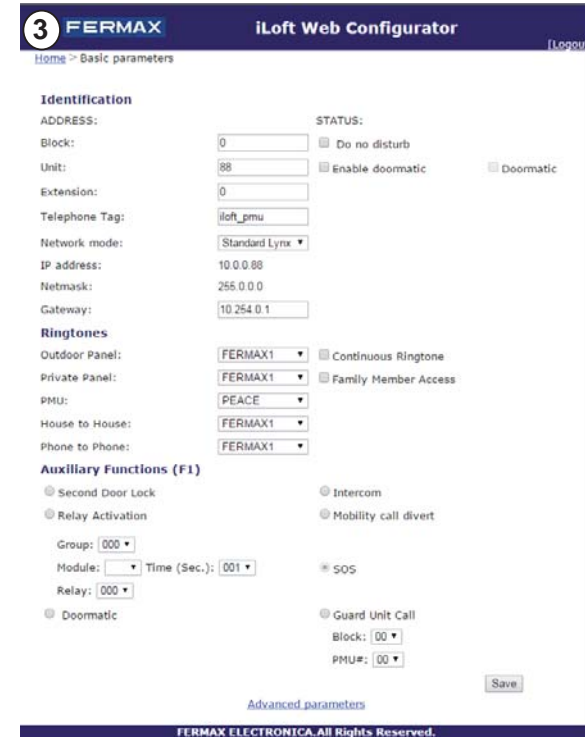 3 FERMAX iLoft Web Configurator
[Logou
Home > Basic parameters
Identification
ADDRESS: STATUS:
Block: 0 Do no disturb
Unit: 88 Enable doormatic Doormatic
Extension: 0
Telephone Tag: iloft_pmu
Network mode: Standard Lynx
IP address: 10.0.0.88
Netmask: 255.0.0.0
Gateway: 10.254.0.1
Ringtones
Outdoor Panel: FERMAX1 Continuous Ringtone
Private Panel: FERMAX1 Family Member Access
PMU: PEACE
House to House: FERMAX1
Phone to Phone: FERMAX1
Auxiliary Functions (F1)
Second Door Lock Intercom
Relay Activation Mobility call divert
Group: 000
Module: Time (Sec.): 001 SOS
Relay: 000
Doormatic Guard Unit Call
Block: 00
PMU#: 00
Save
Advanced parameters
FERMAX ELECTRONICA.All Rights Reserved.